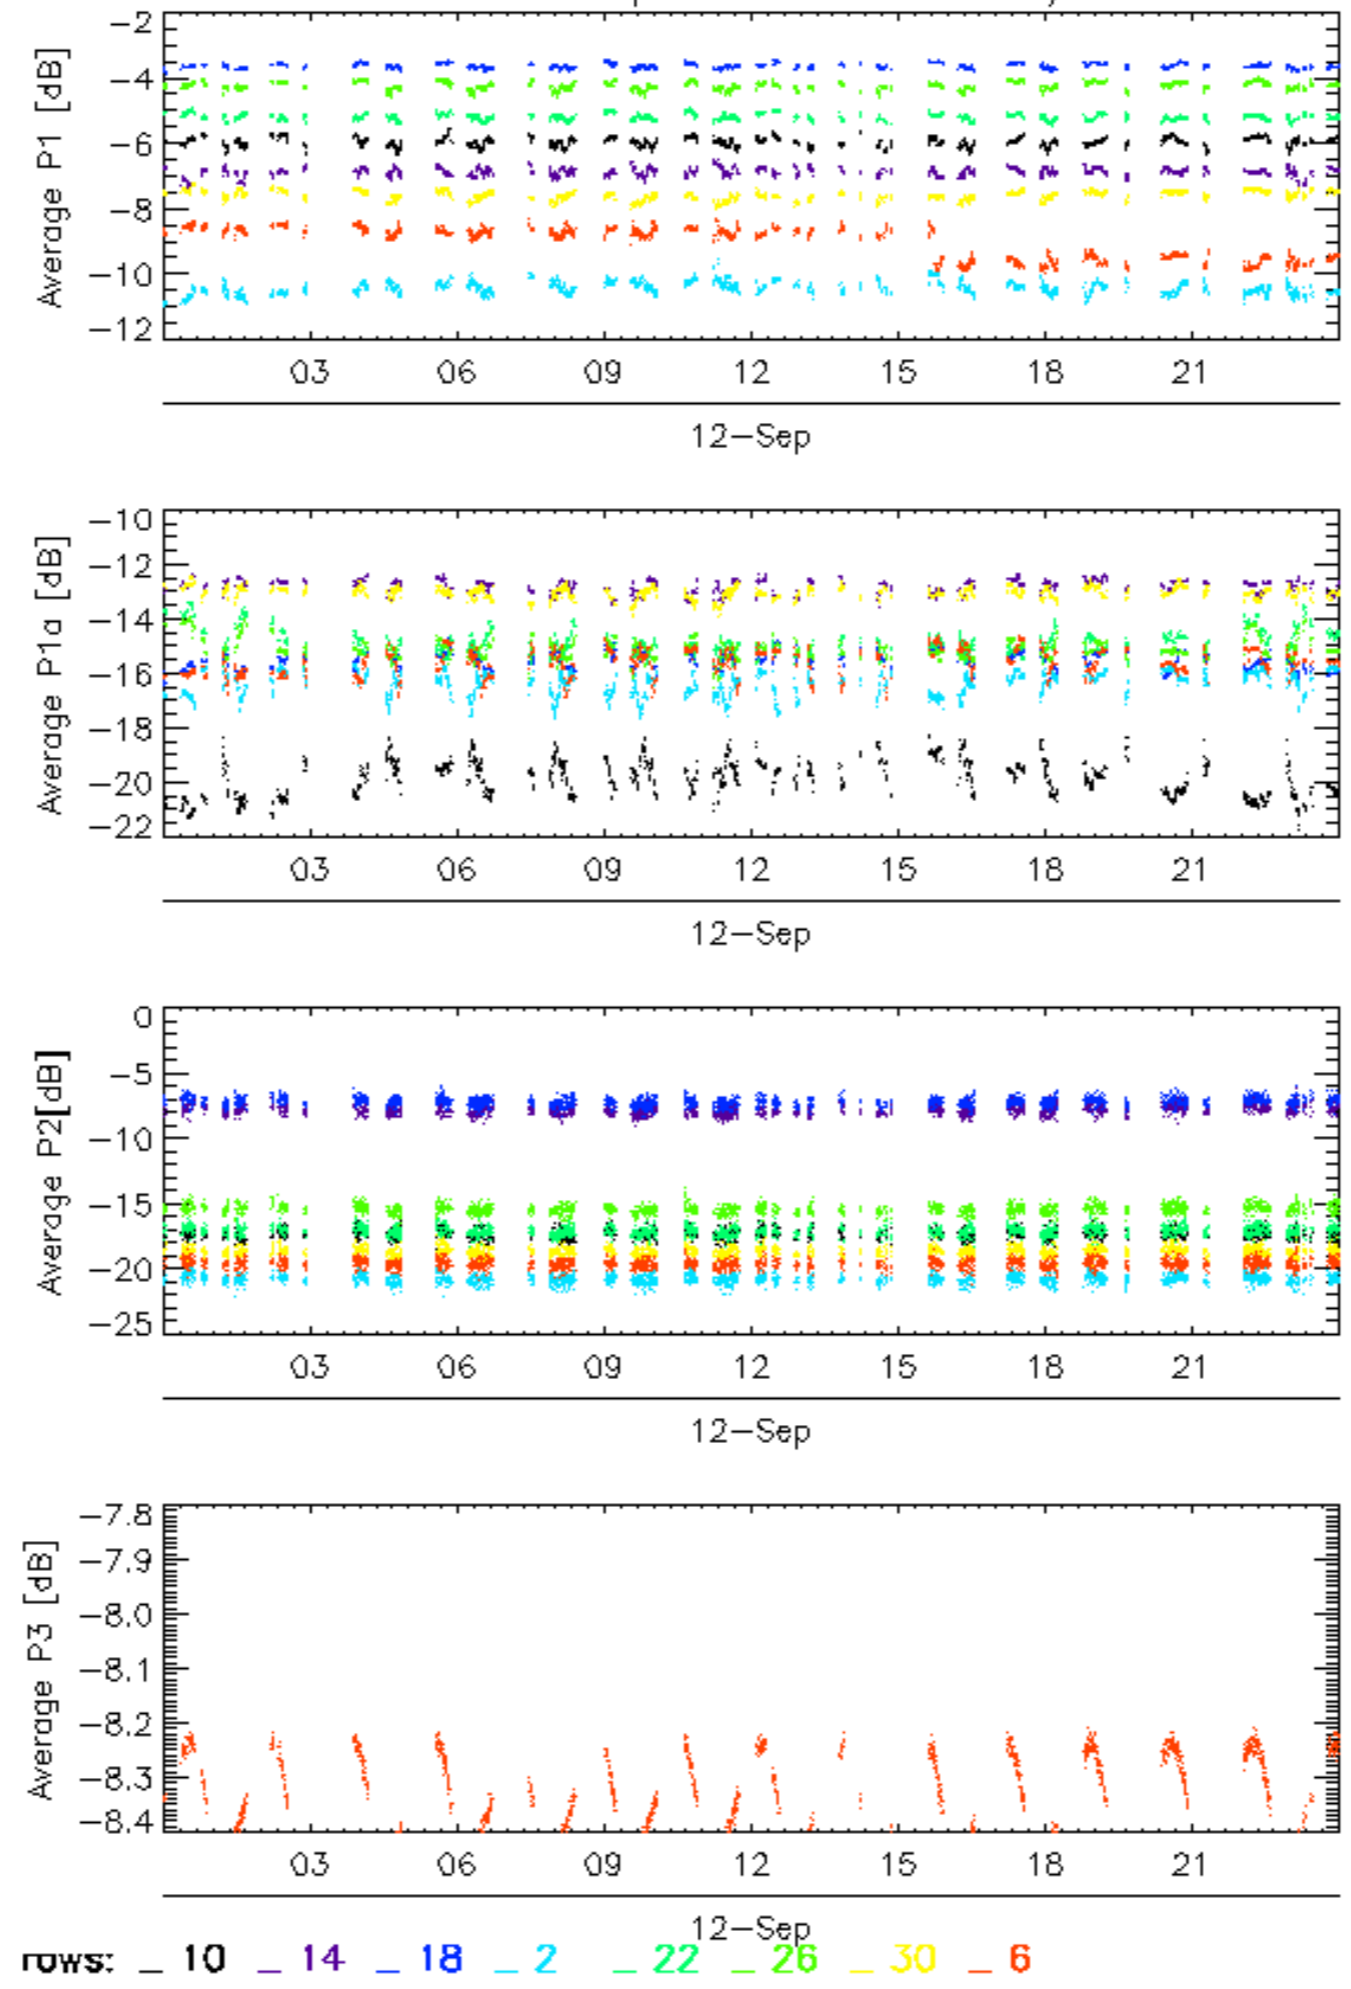 Average P1 [dB]
-2
-4
-6
-8
-10
-12
03 06 09 12 15 18 21
12-Sep
Average P1a [dB]
-10
-12
-14
-16
-18
-20
-22
03 06 09 12 15 18 21
12-Sep
Average P2[dB]
0
-5
-10
-15
-20
-25
03 06 09 12 15 18 21
12-Sep
Average P3 [dB]
-7.8
-7.9
-8.0
-8.1
-8.2
-8.3
-8.4
03 06 09 12 15 18 21
12-Sep
rows: _ 10 _ 14 _ 18 _ 2 _ 22 _ 26 _ 30 _ 6